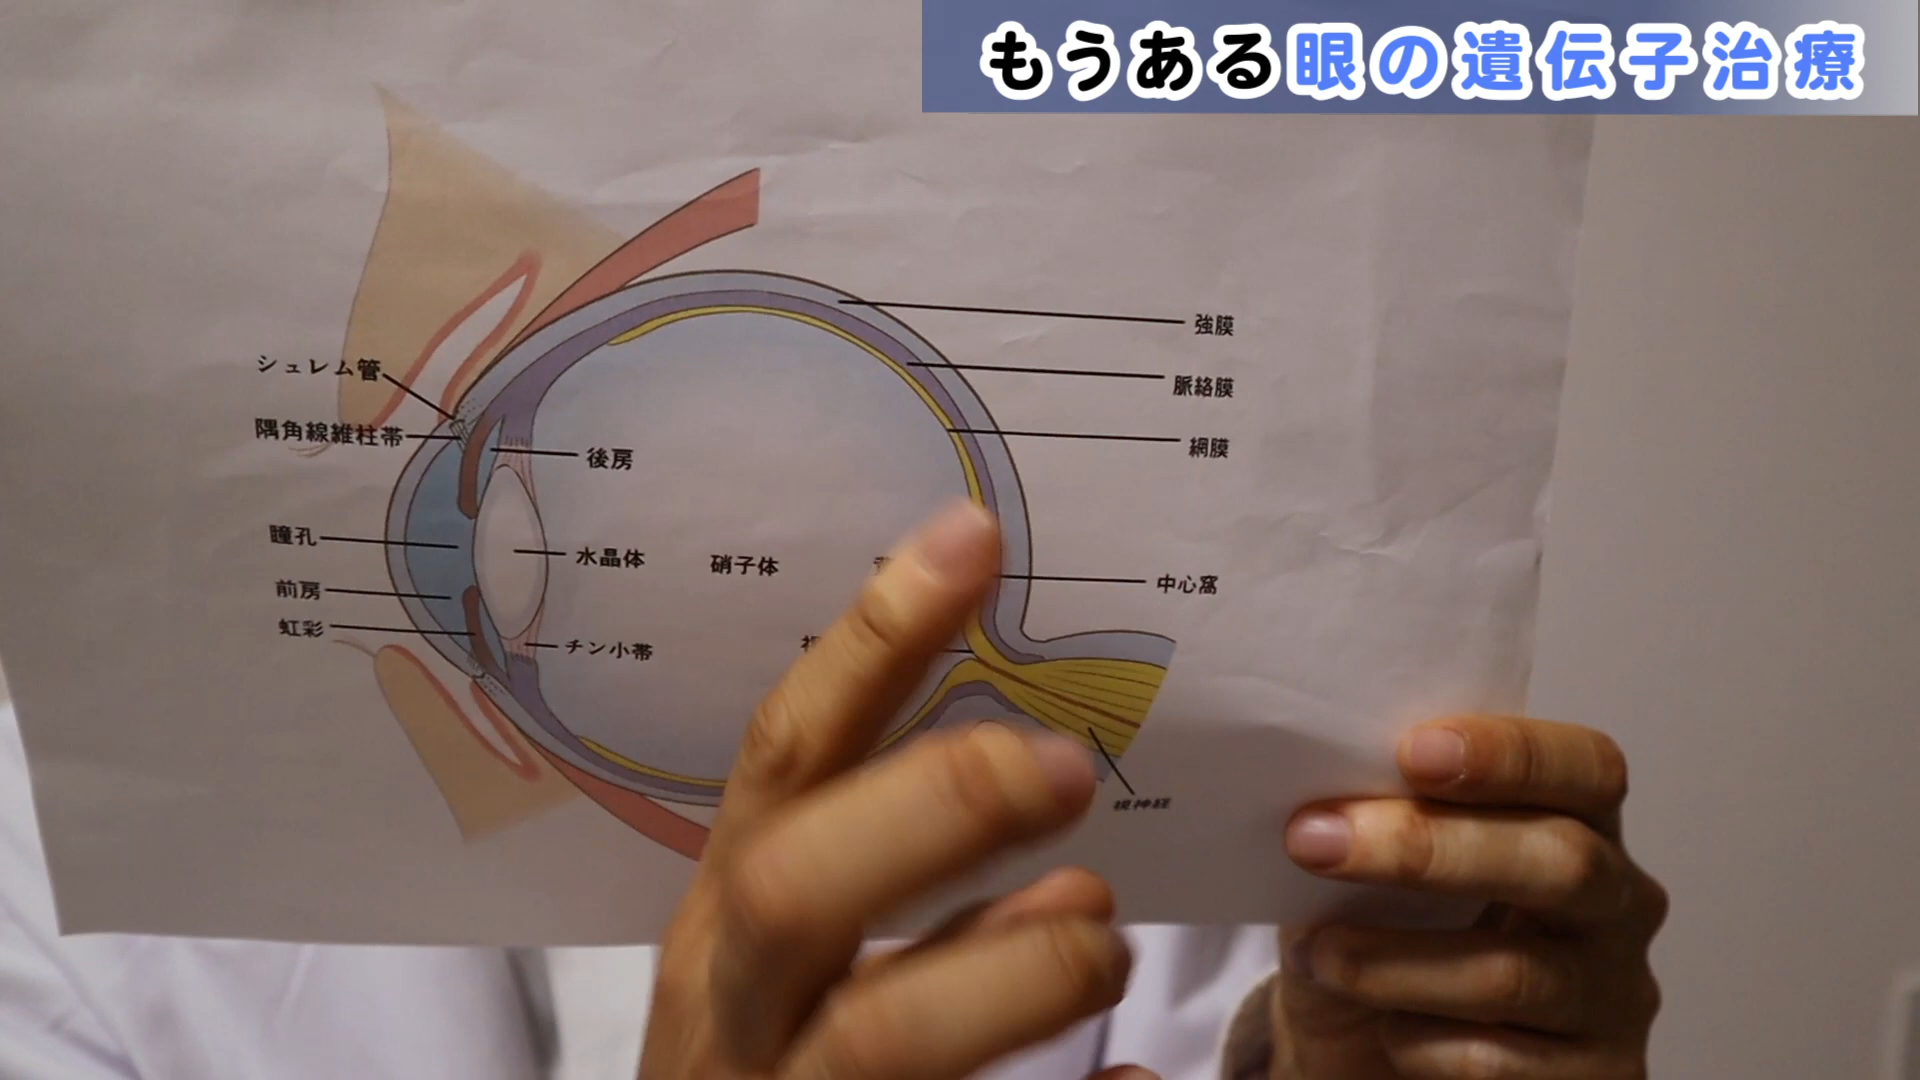 もうある眼の遺伝子治療
強膜
シュレム管
脈絡膜
隅角線維柱帯
網膜
後房
瞳孔
水晶体
硝子体
中心窩
前房
虹彩
チン小帯
視神経